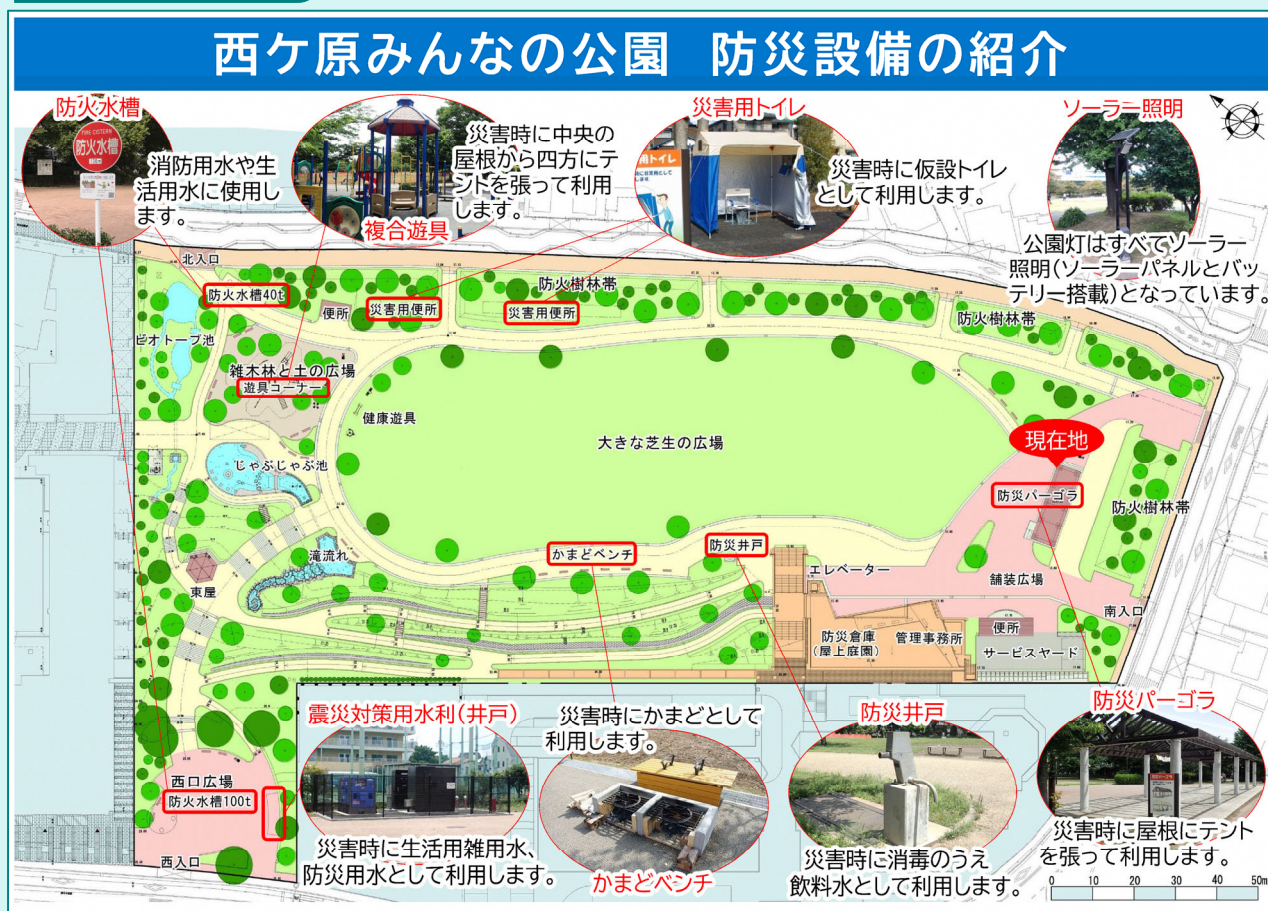 西ケ原みんなの公園 防災設備の紹介
防火水槽
FIRE CISTERN
防火水槽
消防用水や生
活用水に使用し
ます。
災害時に中央の
屋根から四方にテ
ントを張って利用
します。
複合遊具
災害用トイレ
用トイレ
災害時に仮設トイレ
として利用します。
ソーラー照明
公園灯はすべてソーラー
照明(ソーラーパネルとバッ
テリー搭載)となっています。
北入口
防火水槽40t
便所
災害用便所
災害用便所
防火樹林帯
防火樹林帯
ビオトープ池
雑木林と土の広場
遊具コーナー
健康遊具
大きな芝生の広場
現在地
じゃぶじゃぶ池
防災パーゴラ
防火樹林帯
滝流れ
かまどベンチ
防災井戸
エレベーター
東屋
舗装広場
南入口
防災倉庫
(屋上庭園)
管理事務所
便所
サービスヤード
西口広場
防火水槽100t
西入口
震災対策用水利(井戸)
災害時に生活用雑用水、
防災用水として利用します。
災害時にかまどとして
利用します。
かまどベンチ
防災井戸
災害時に消毒のうえ
飲料水として利用します。
防災パーゴラ
災害時に屋根にテント
を張って利用します。
0 10 20 30 40 50m